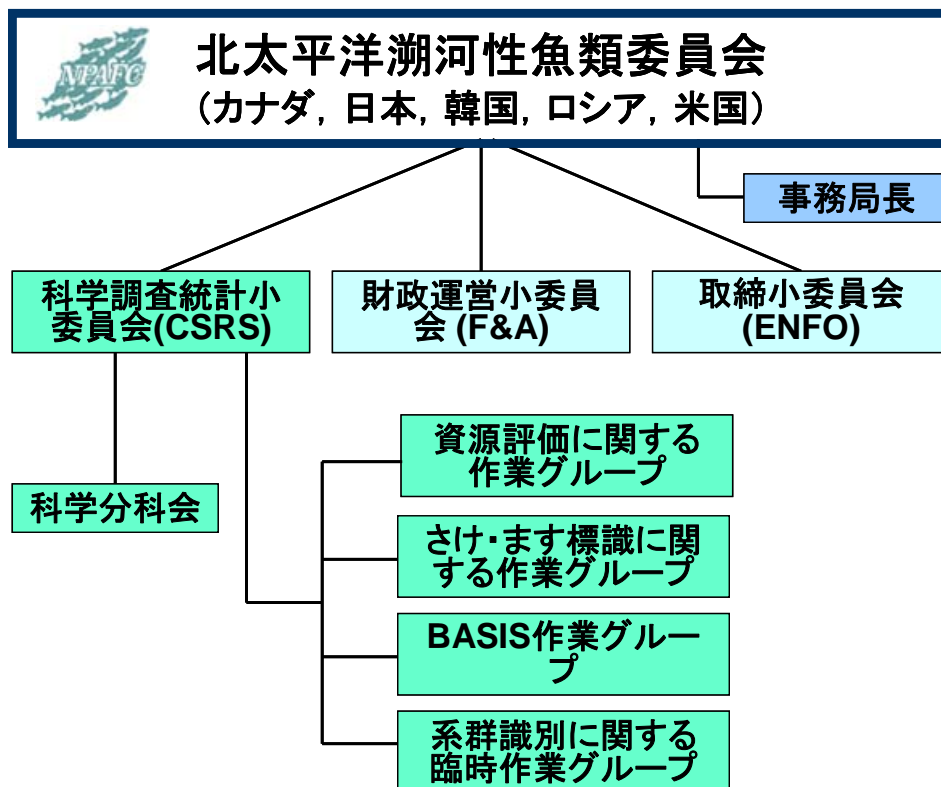 NPAFC
北太平洋溯河性魚類委員会
(カナダ, 日本, 韓国, ロシア, 米国)
事務局長
科学調査統計小
委員会(CSRS)
財政運営小委員
会 (F&A)
取締小委員会
(ENFO)
資源評価に関する
作業グループ
科学分科会
さけ・ます標識に関
する作業グループ
BASIS作業グルー
プ
系群識別に関する
臨時作業グループ